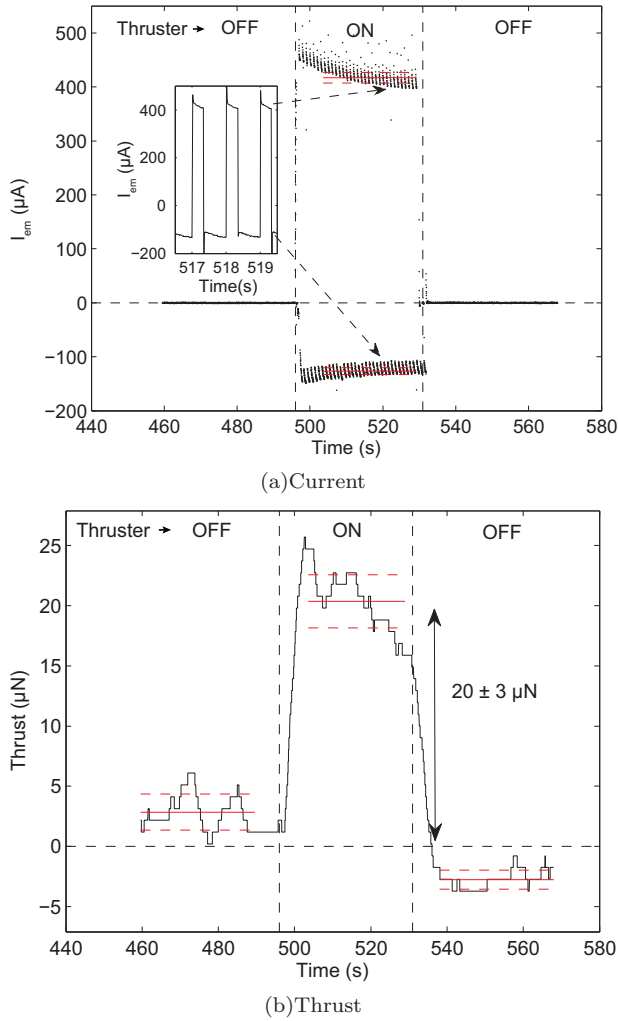 Thruster → OFF ON OFF
500
400
300
200
100
0
−100
−200
I_em (µA)
400
200
0
−200
I_em (µA)
517 518 519
Time(s)
440 460 480 500 520 540 560 580
Time (s)
(a)Current
Thruster → OFF ON OFF
25
20
15
10
5
0
−5
Thrust (µN)
20 ± 3 µN
440 460 480 500 520 540 560 580
Time (s)
(b)Thrust